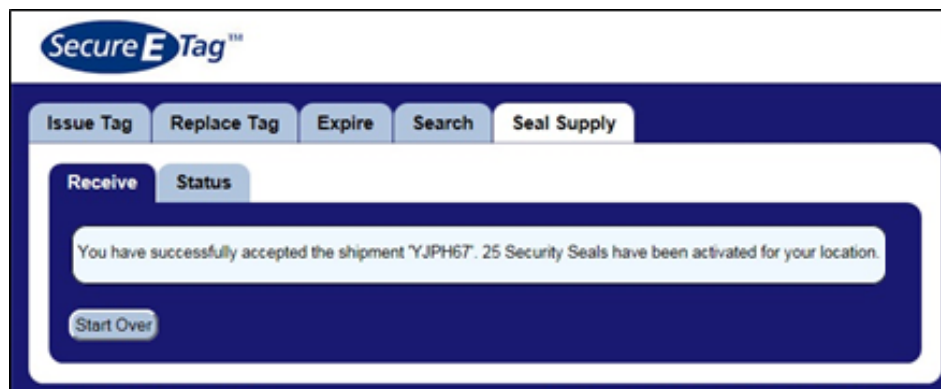 Secure E Tag™
Issue Tag Replace Tag Expire Search Seal Supply
Receive Status
You have successfully accepted the shipment 'YJPH67'. 25 Security Seals have been activated for your location.
Start Over